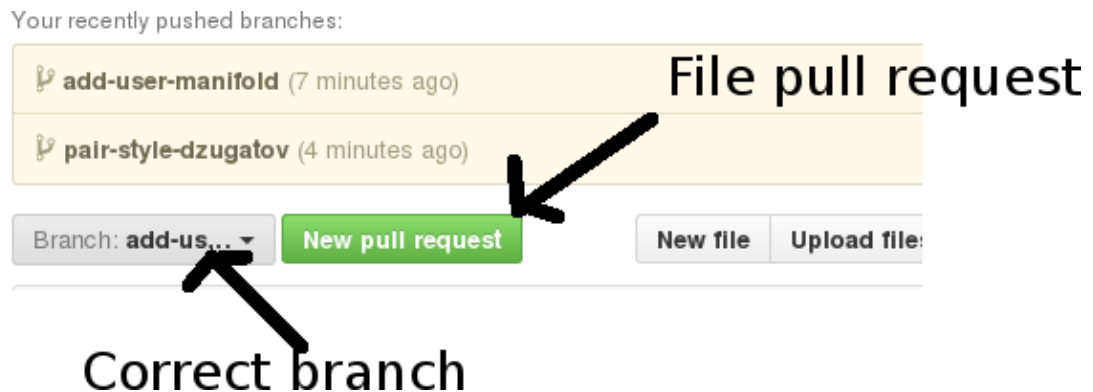 Your recently pushed branches:
add-user-manifold (7 minutes ago)
File pull request
pair-style-dzugatov (4 minutes ago)
Branch: add-us... New pull request New file Upload files
Correct branch